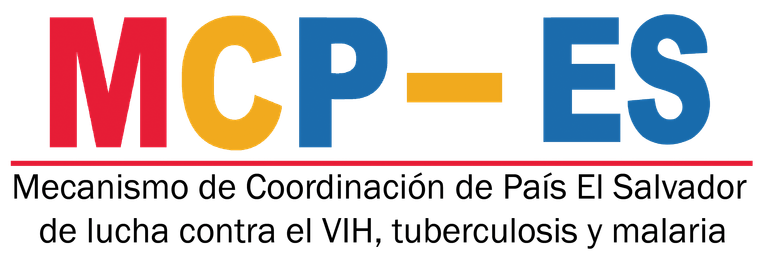 MCP-ES
Mecanismo de Coordinación de País El Salvador
de lucha contra el VIH, tuberculosis y malaria